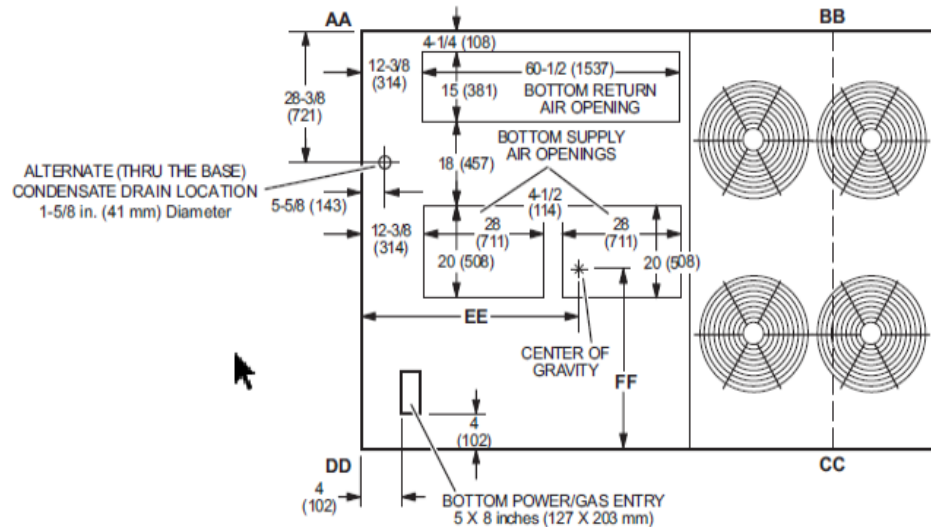 AA
BB
4-1/4 (108)
12-3/8
(314)
60-1/2 (1537)
28-3/8
(721)
15 (381)
BOTTOM RETURN
AIR OPENING
BOTTOM SUPPLY
AIR OPENINGS
18 (457)
ALTERNATE (THRU THE BASE)
CONDENSATE DRAIN LOCATION
1-5/8 in. (41 mm) Diameter
5-5/8 (143)
4-1/2
(114)
12-3/8
(314)
28
(711)
28
(711)
20 (508)
20 (508)
EE
CENTER OF
GRAVITY
FF
4
(102)
DD
CC
4
(102)
BOTTOM POWER/GAS ENTRY
5 X 8 inches (127 X 203 mm)